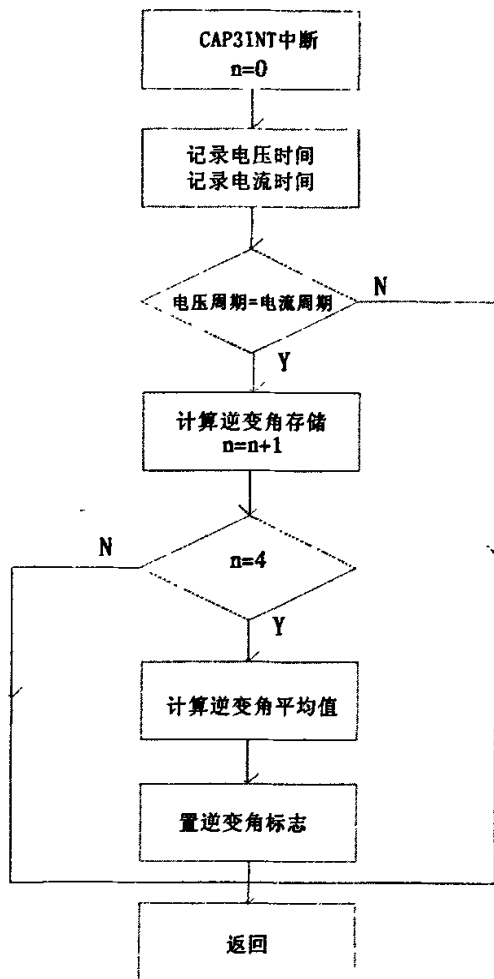 CAP3INT中断
n=0
记录电压时间
记录电流时间
电压周期=电流周期
N
Y
计算逆变角存储
n=n+1
N
n=4
Y
计算逆变角平均值
置逆变角标志
返回